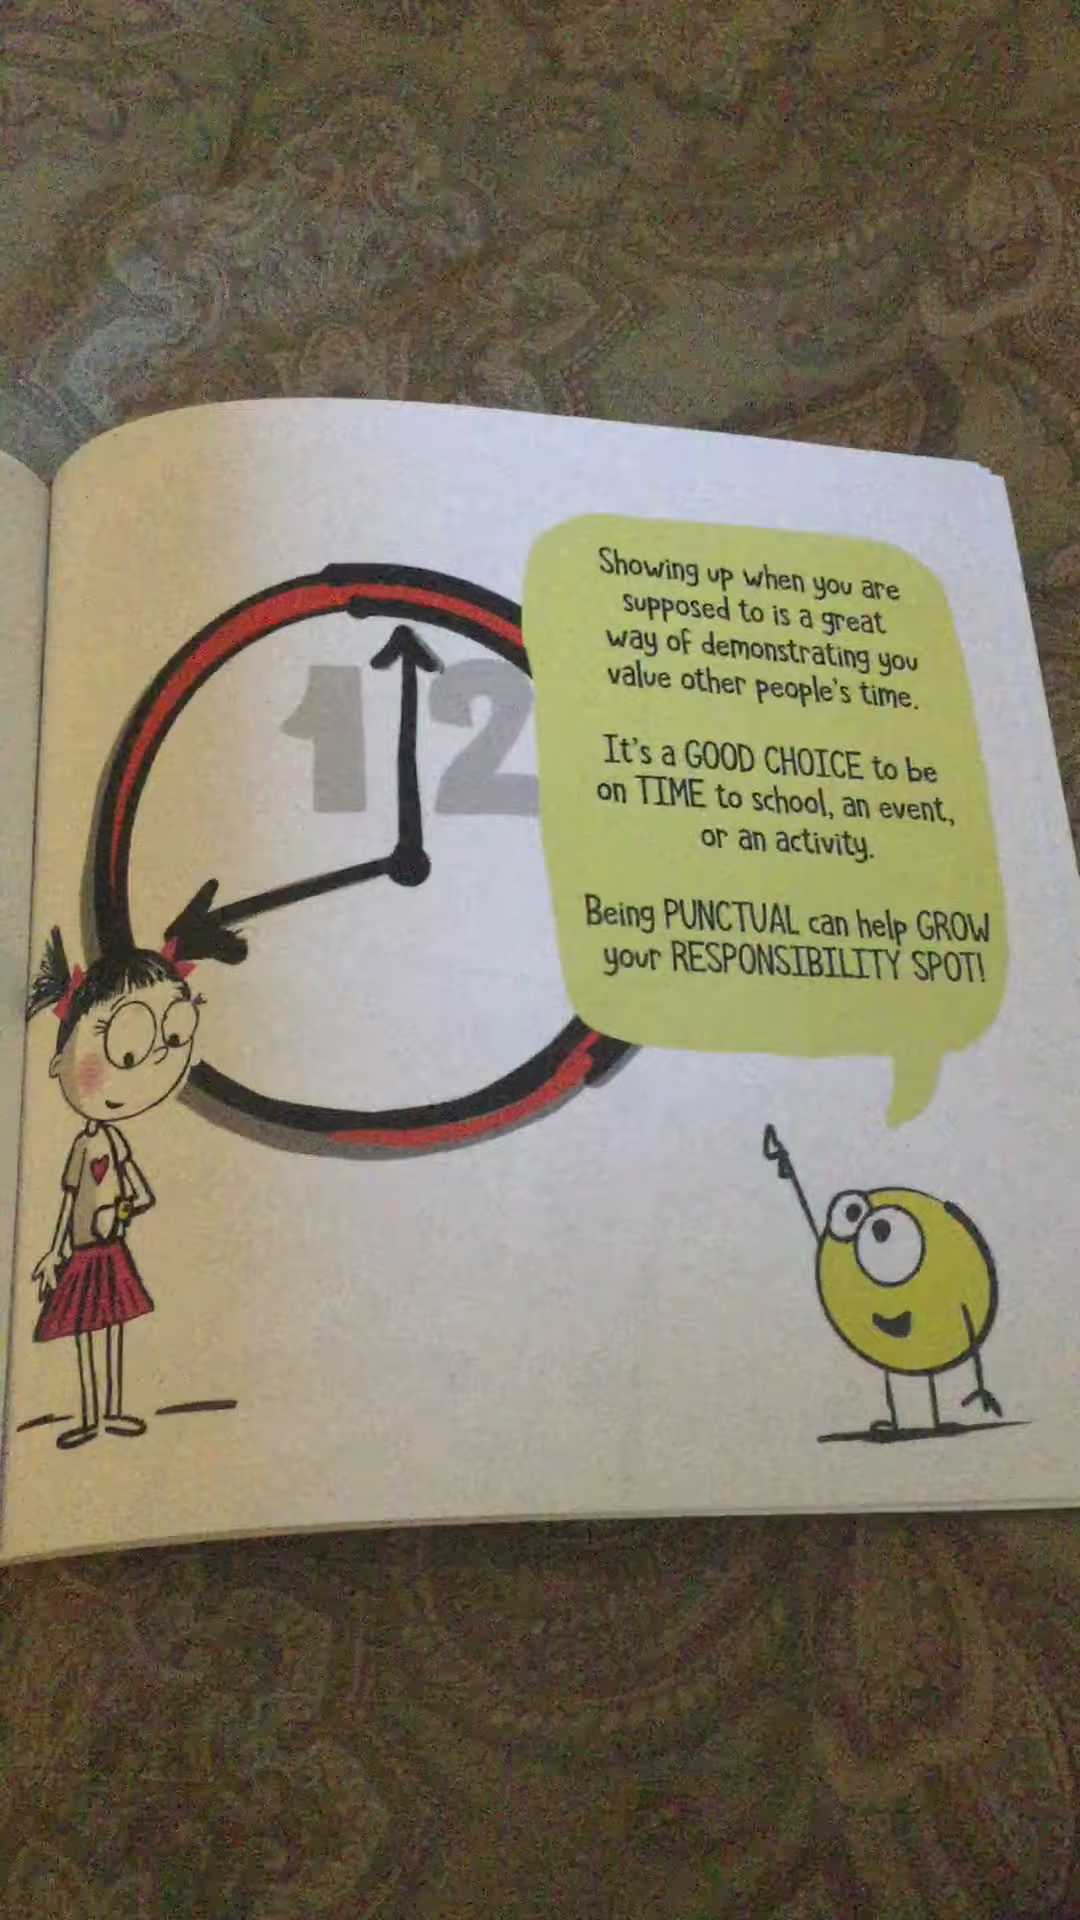 12
Showing up when you are
supposed to is a great
way of demonstrating you
value other people's time.
It's a GOOD CHOICE to be
on TIME to school, an event,
or an activity.
Being PUNCTUAL can help GROW
your RESPONSIBILITY SPOT!